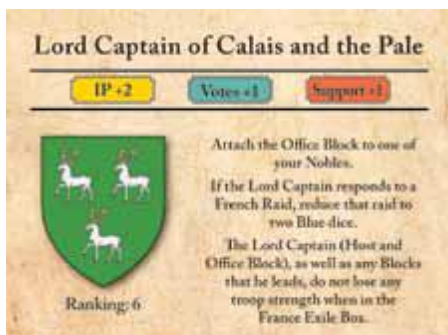 Lord Captain of Calais and the Pale
IP +2
Votes +1
Support +1
Attach the Office Block to one of
your Nobles.
If the Lord Captain responds to a
French Raid, reduce that raid to
two Blue dice.
The Lord Captain (Host and
Office Block), as well as any Blocks
that he leads, do not lose any
troop strength when in the
France Exile Box.
Ranking: 6